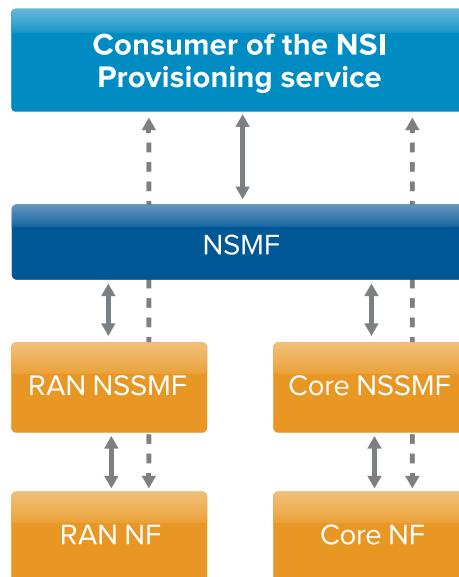 Consumer of the NSI
Provisioning service
NSMF
RAN NSSMF
Core NSSMF
RAN NF
Core NF